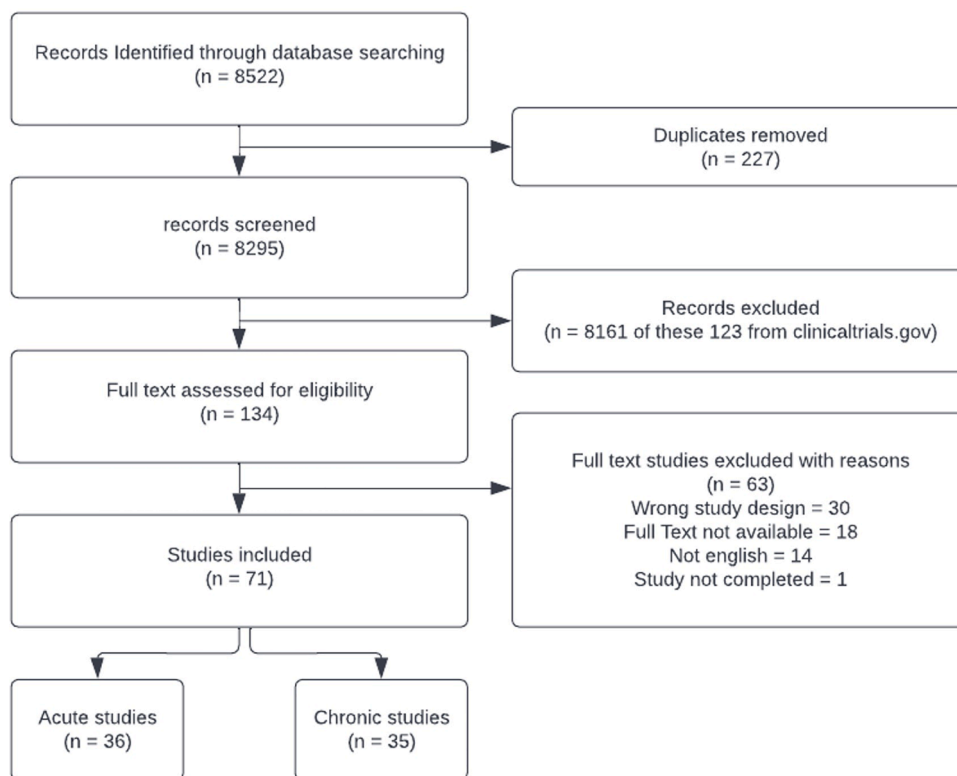 Records Identified through database searching
(n = 8522)
Duplicates removed
(n = 227)
records screened
(n = 8295)
Records excluded
(n = 8161 of these 123 from clinicaltrials.gov)
Full text assessed for eligibility
(n = 134)
Full text studies excluded with reasons
(n = 63)
Wrong study design = 30
Full Text not available = 18
Not english = 14
Study not completed = 1
Studies included
(n = 71)
Acute studies
(n = 36)
Chronic studies
(n = 35)